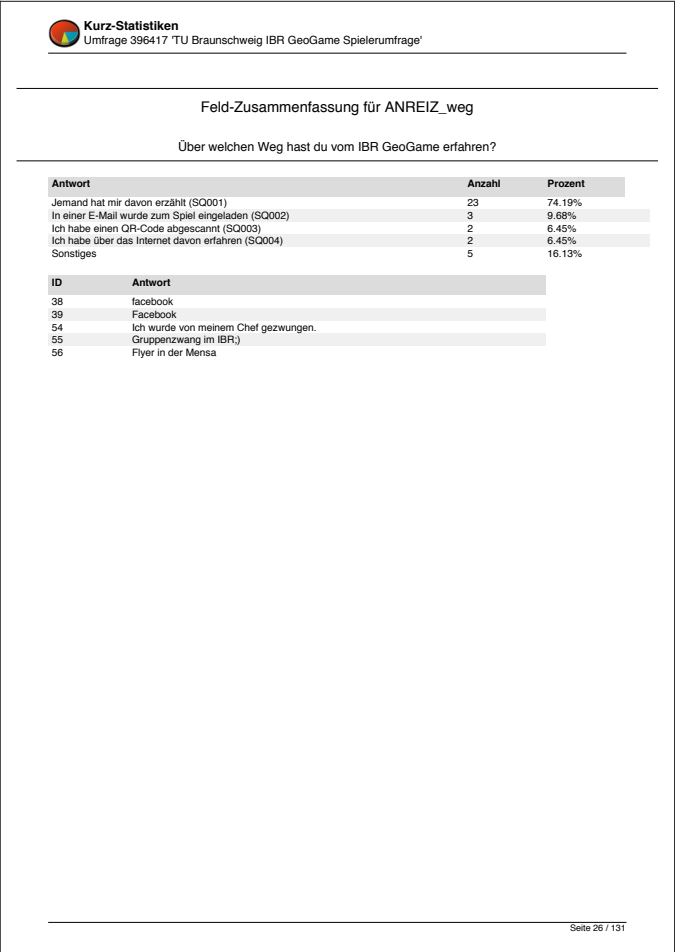 Kurz-Statistiken
Umfrage 396417 'TU Braunschweig IBR GeoGame Spielerumfrage'
Feld-Zusammenfassung für ANREIZ_weg
Über welchen Weg hast du vom IBR GeoGame erfahren?
Antwort Anzahl Prozent
Jemand hat mir davon erzählt (SQ001) 23 74.19%
In einer E-Mail wurde zum Spiel eingeladen (SQ002) 3 9.68%
Ich habe einen QR-Code abgescannt (SQ003) 2 6.45%
Ich habe über das Internet davon erfahren (SQ004) 2 6.45%
Sonstiges 5 16.13%
ID Antwort
38 facebook
39 Facebook
54 Ich wurde von meinem Chef gezwungen.
55 Gruppenzwang im IBR;)
56 Flyer in der Mensa
Seite 26 / 131